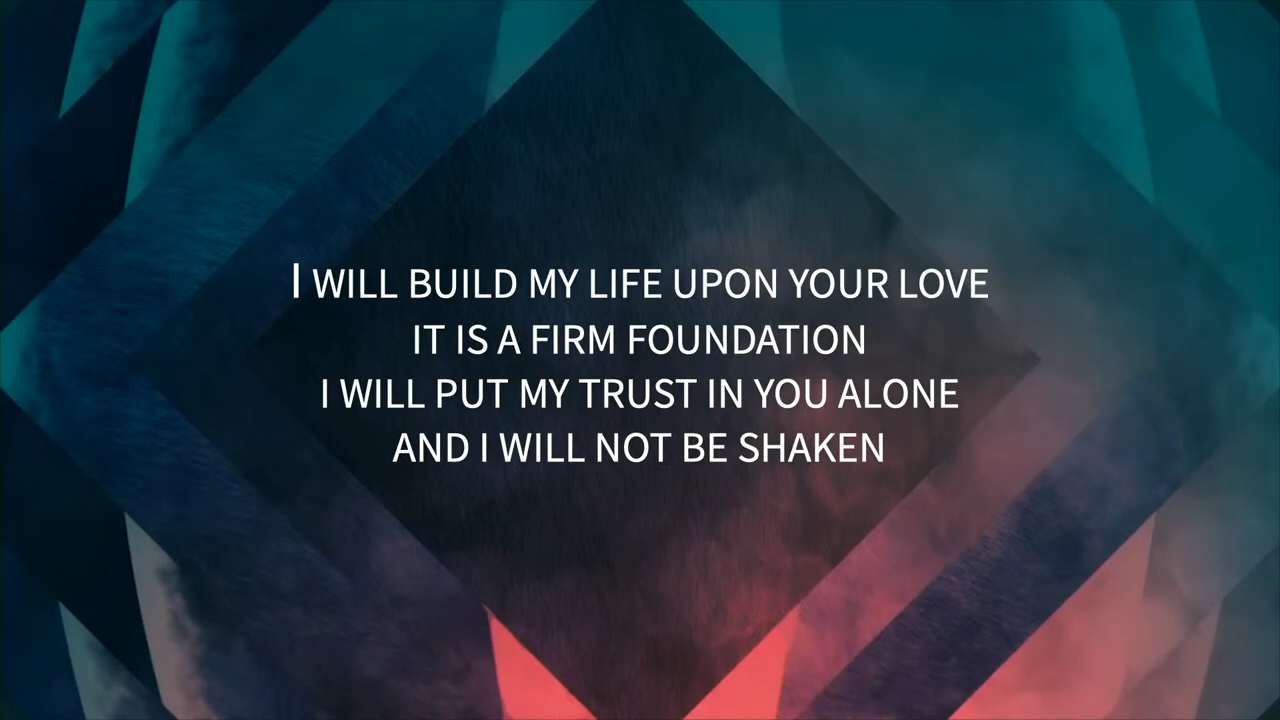 I WILL BUILD MY LIFE UPON YOUR LOVE
IT IS A FIRM FOUNDATION
I WILL PUT MY TRUST IN YOU ALONE
AND I WILL NOT BE SHAKEN